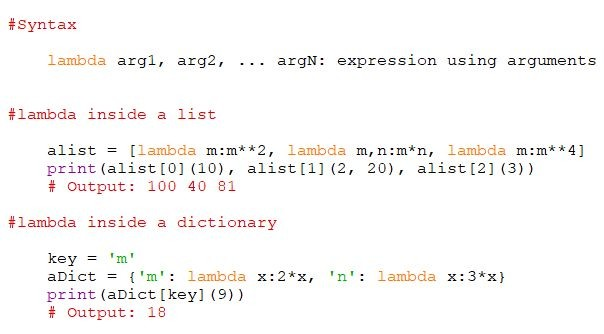 #Syntax
lambda arg1, arg2, ... argN: expression using arguments
#lambda inside a list
alist = [lambda m:m**2, lambda m,n:m*n, lambda m:m**4]
print(alist[0](10), alist[1](2, 20), alist[2](3))
# Output: 100 40 81
#lambda inside a dictionary
key = 'm'
aDict = {'m': lambda x:2*x, 'n': lambda x:3*x}
print(aDict[key](9))
# Output: 18